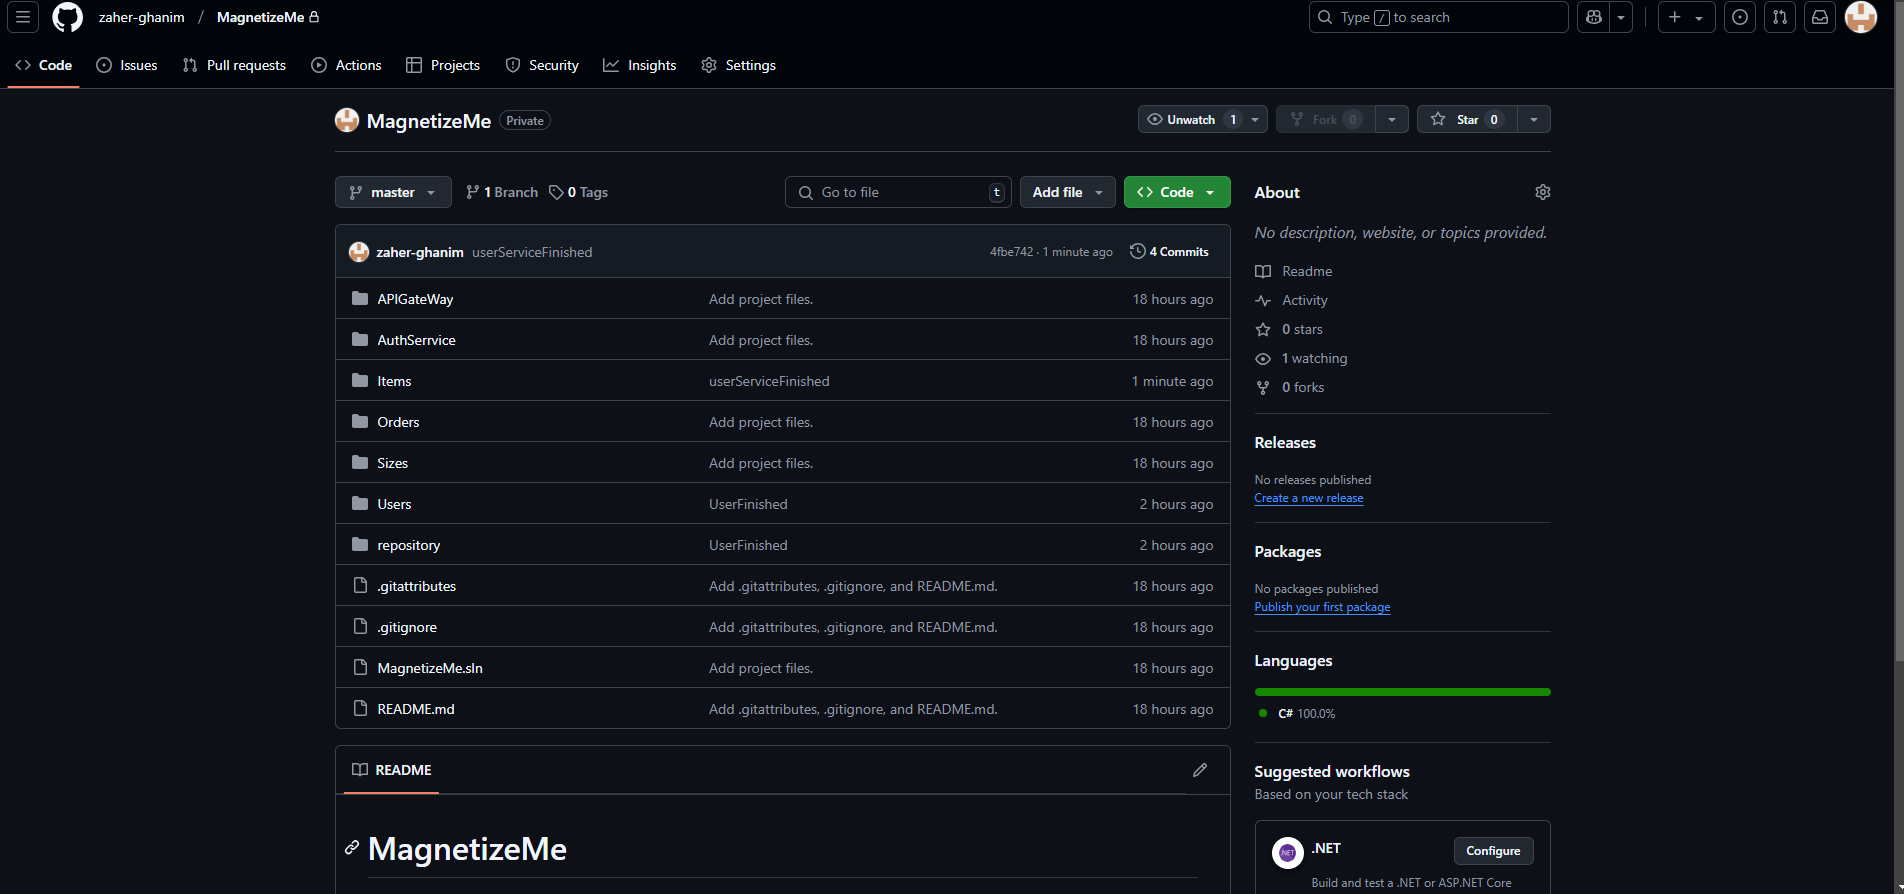 zaher-ghanim / MagnetizeMe
Type / to search
Code Issues Pull requests Actions Projects Security Insights Settings
MagnetizeMe Private
Unwatch 1 Fork 0 Star 0
master 1 Branch 0 Tags
Go to file t Add file Code
zaher-ghanim userServiceFinished 4fbe742 · 1 minute ago 4 Commits
APIGateWay Add project files. 18 hours ago
AuthSerrvice Add project files. 18 hours ago
Items userServiceFinished 1 minute ago
Orders Add project files. 18 hours ago
Sizes Add project files. 18 hours ago
Users UserFinished 2 hours ago
repository UserFinished 2 hours ago
.gitattributes Add .gitattributes, .gitignore, and README.md. 18 hours ago
.gitignore Add .gitattributes, .gitignore, and README.md. 18 hours ago
MagnetizeMe.sln Add project files. 18 hours ago
README.md Add .gitattributes, .gitignore, and README.md. 18 hours ago
README
MagnetizeMe
About
No description, website, or topics provided.
Readme
Activity
0 stars
1 watching
0 forks
Releases
No releases published
Create a new release
Packages
No packages published
Publish your first package
Languages
C# 100.0%
Suggested workflows
Based on your tech stack
.NET
.NET Configure
Build and test a .NET or ASP.NET Core